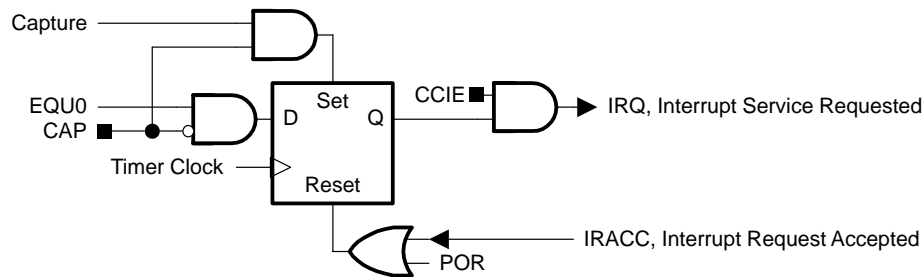 Capture
Set
EQU0
CAP
D
Q
CCIE
IRQ, Interrupt Service Requested
Timer Clock
Reset
IRACC, Interrupt Request Accepted
POR